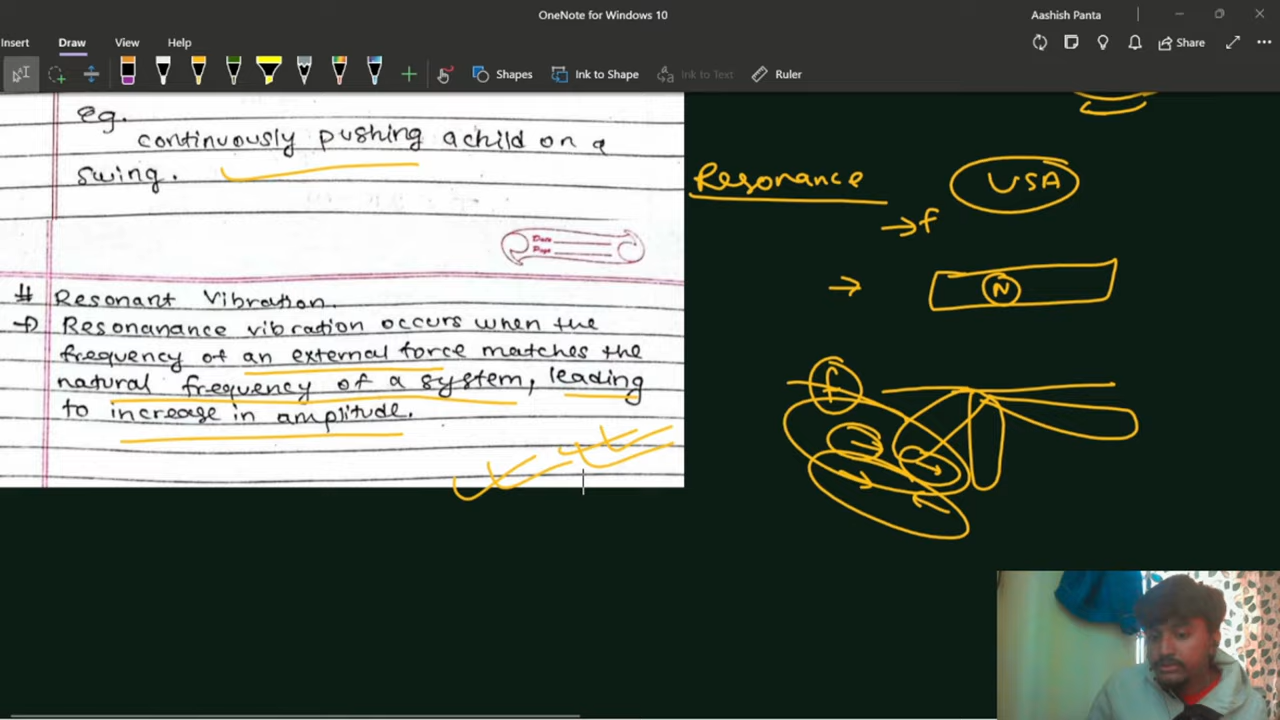 OneNote for Windows 10
Aashish Panta
Insert Draw View Help
Share
Shapes Ink to Shape Ink to Text Ruler
eg.
continuously pushing a child on a
swing.
Date
Page
# Resonant Vibration.
→ Resonanance vibration occurs when the
frequency of an external force matches the
natural frequency of a system, leading
to increase in amplitude.
Resonance
USA
→ f
→
N
f